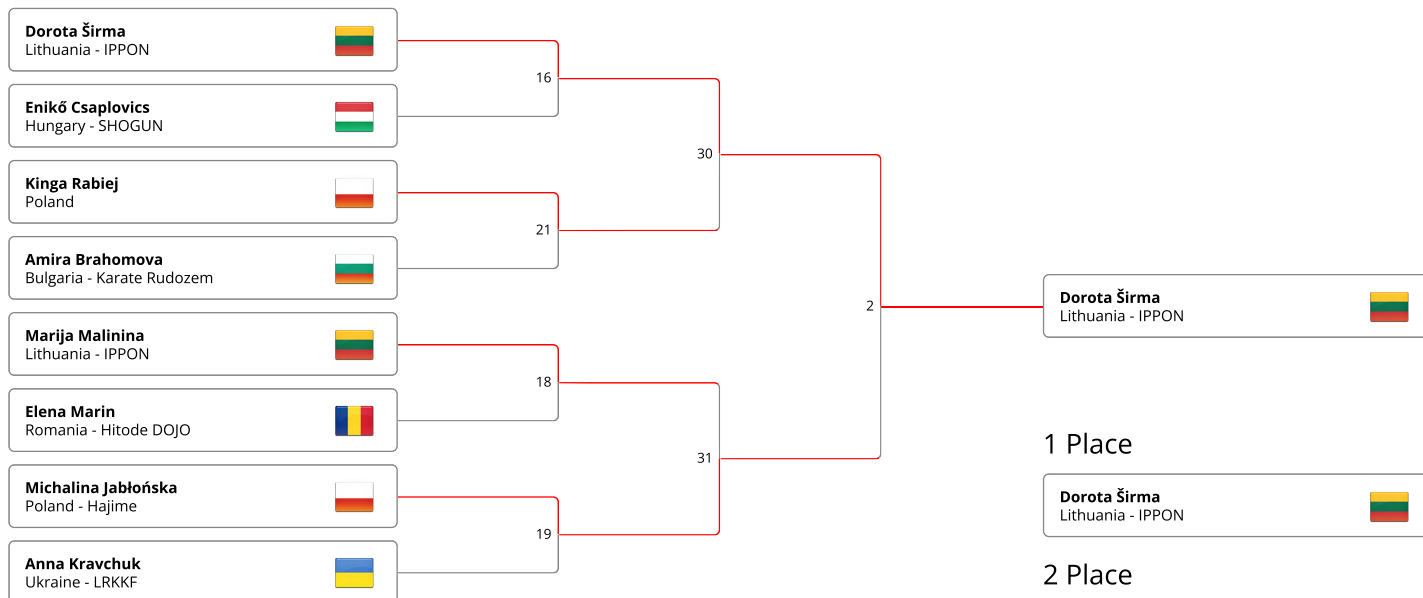 Dorota Širma
Lithuania - IPPON
16
Enikő Csaplovics
Hungary - SHOGUN
30
Kinga Rabiej
Poland
21
Amira Brahomova
Bulgaria - Karate Rudozem
2
Dorota Širma
Lithuania - IPPON
Marija Malinina
Lithuania - IPPON
18
Elena Marin
Romania - Hitode DOJO
31
1 Place
Michalina Jabłońska
Poland - Hajime
19
Dorota Širma
Lithuania - IPPON
Anna Kravchuk
Ukraine - LRKKF
2 Place